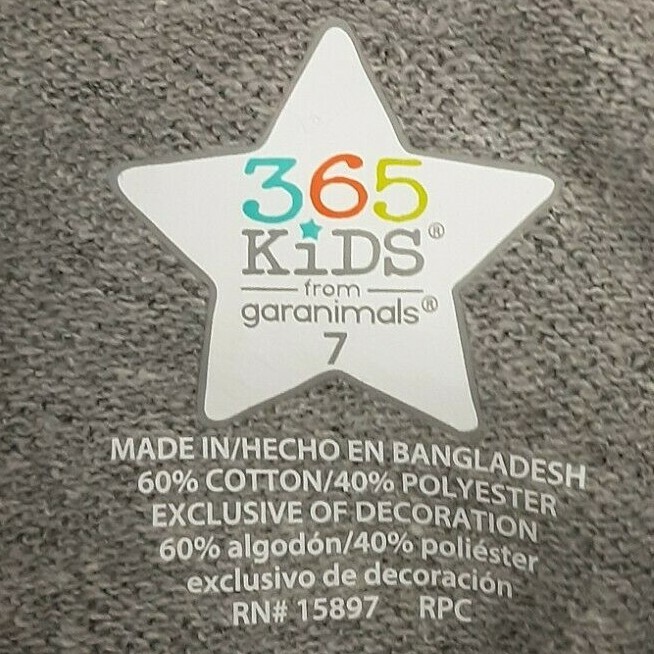 365
KiDS®
from
garanimals®
7
MADE IN/HECHO EN BANGLADESH
60% COTTON/40% POLYESTER
EXCLUSIVE OF DECORATION
60% algodón/40% poliéster
exclusivo de decoración
RN# 15897 RPC